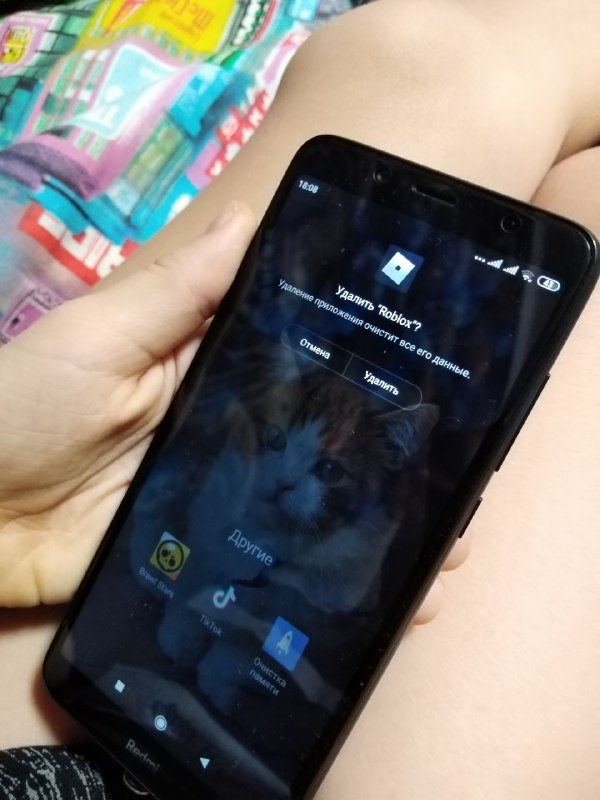 18:08
43
Удалить "Roblox"?
Удаление приложения очистит все его данные.
Отмена
Удалить
Другие
Brawl Stars
TikTok
Очистка
памяти
Redmi